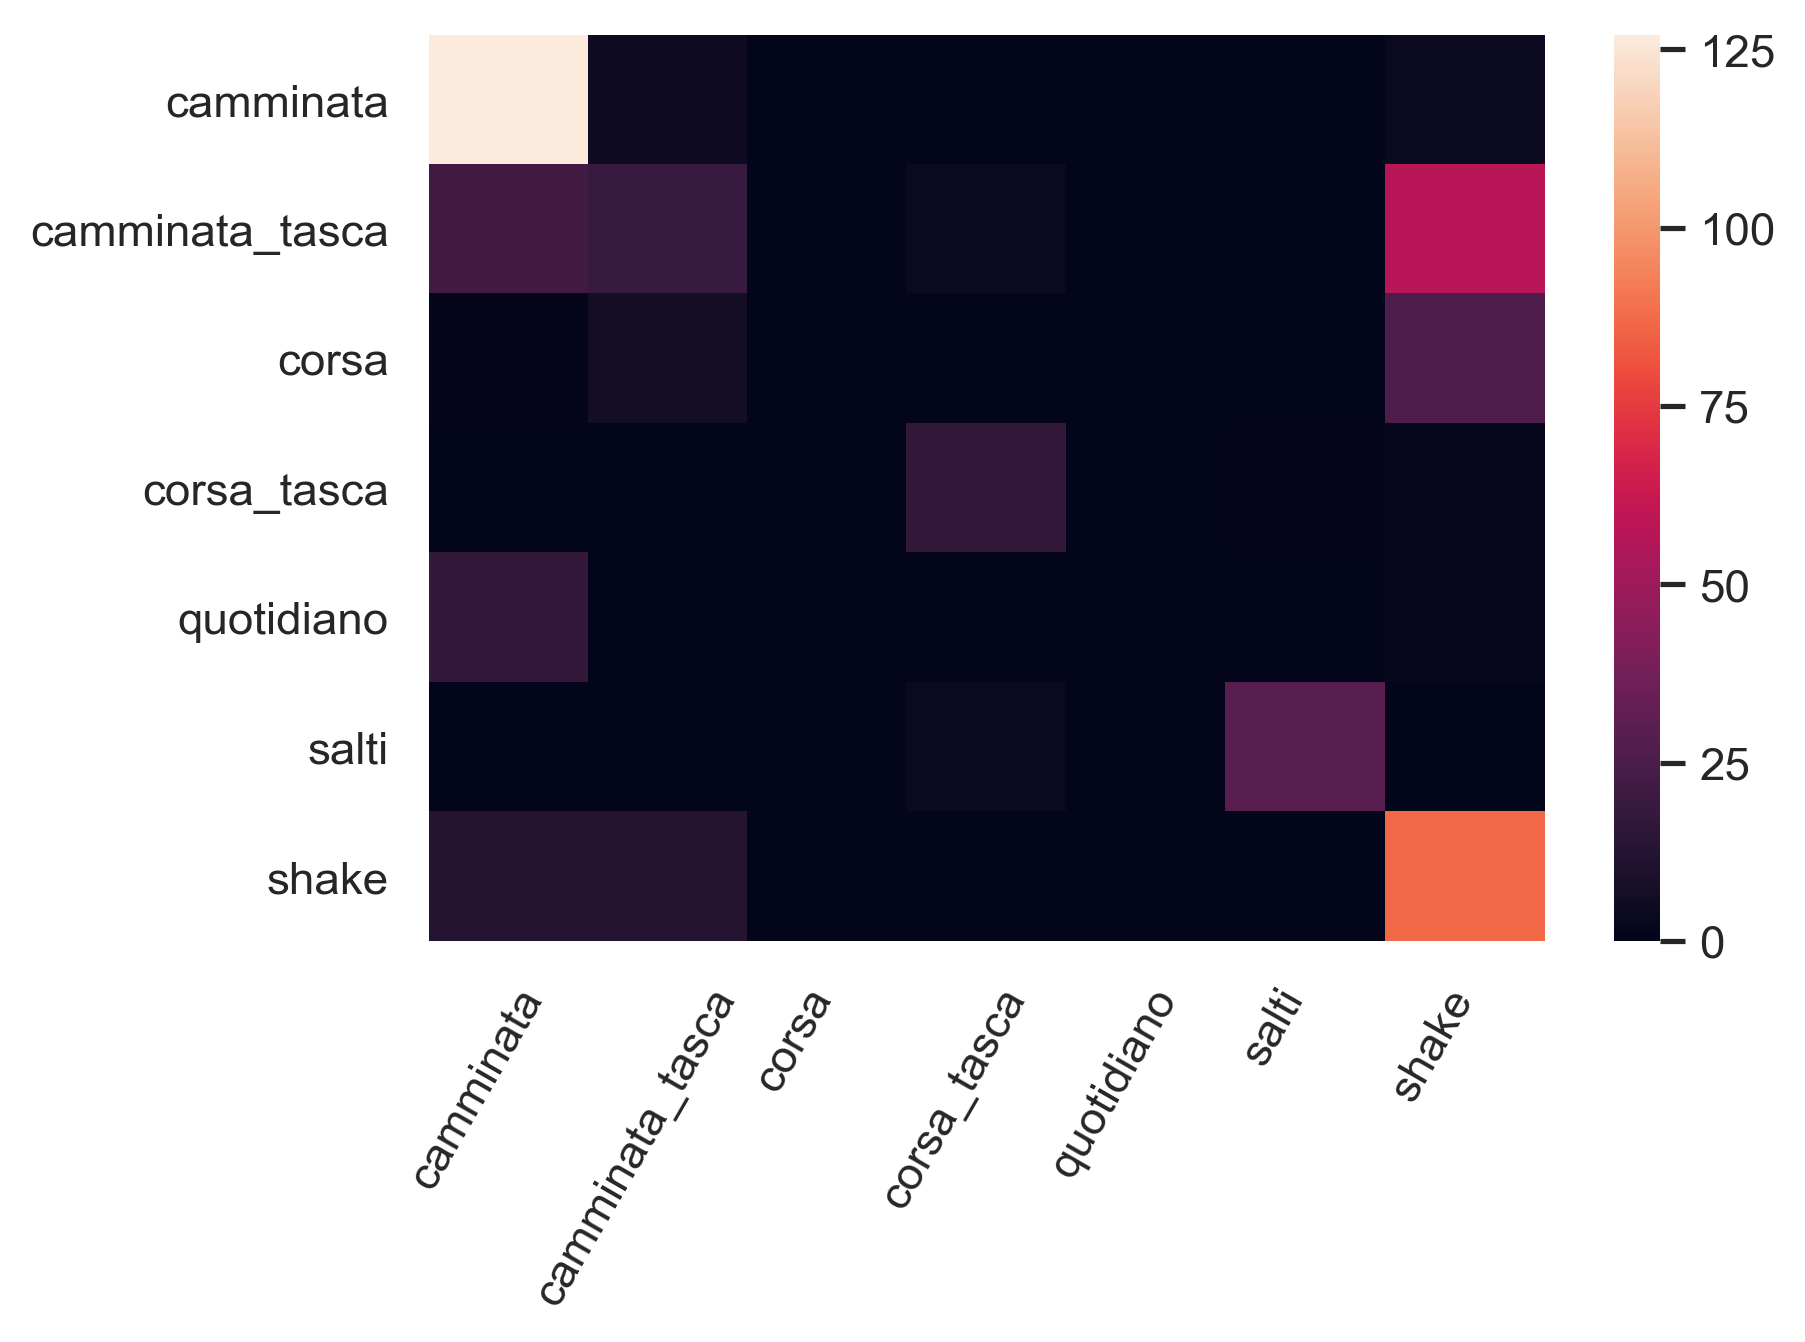 camminata
camminata_tasca
corsa
corsa_tasca
quotidiano
salti
shake
camminata
camminata_tasca
corsa
corsa_tasca
quotidiano
salti
shake
125
100
75
50
25
0